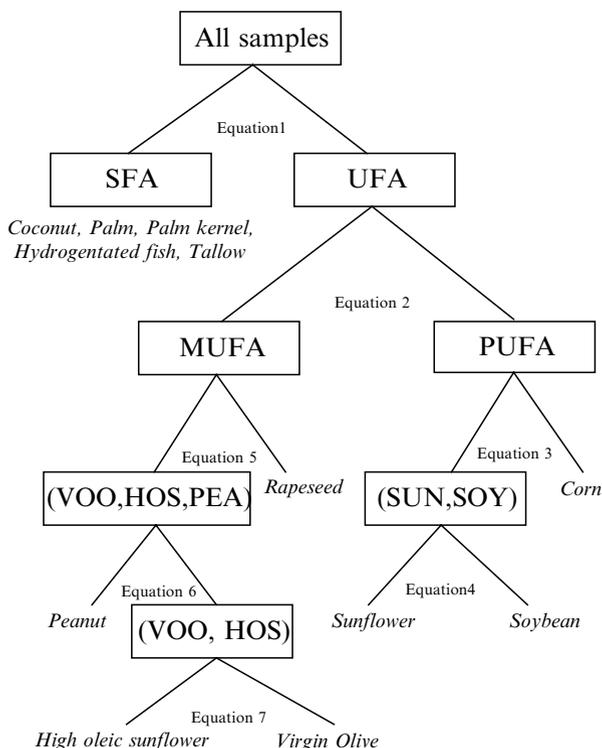 All samples
Equation1
SFA
UFA
Coconut, Palm, Palm kernel,
Hydrogentated fish, Tallow
Equation 2
MUFA
PUFA
Equation 5
Equation 3
(VOO,HOS,PEA)
Rapeseed
(SUN,SOY)
Corn
Equation 6
Equation4
Peanut
(VOO, HOS)
Sunflower
Soybean
Equation 7
High oleic sunflower
Virgin Olive